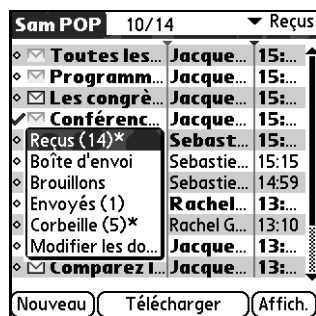 Sam POP 10/14 Reçus
Toutes les... Jacque... 15:...
Programm... Jacque... 15:...
Les congrè... Jacque... 15:...
Conférenc... Jacque... 15:...
Reçus (14)* Sebast... 15:...
Boîte d'envoi Sebastie... 15:15
Brouillons Sebastie... 14:59
Envoyés (1) Rachel... 13:...
Corbeille (5)* Rachel G... 13:10
Modifier les do... Jacque... 13:...
Comparez l... Jacque... 13:...
Nouveau Télécharger Affich.